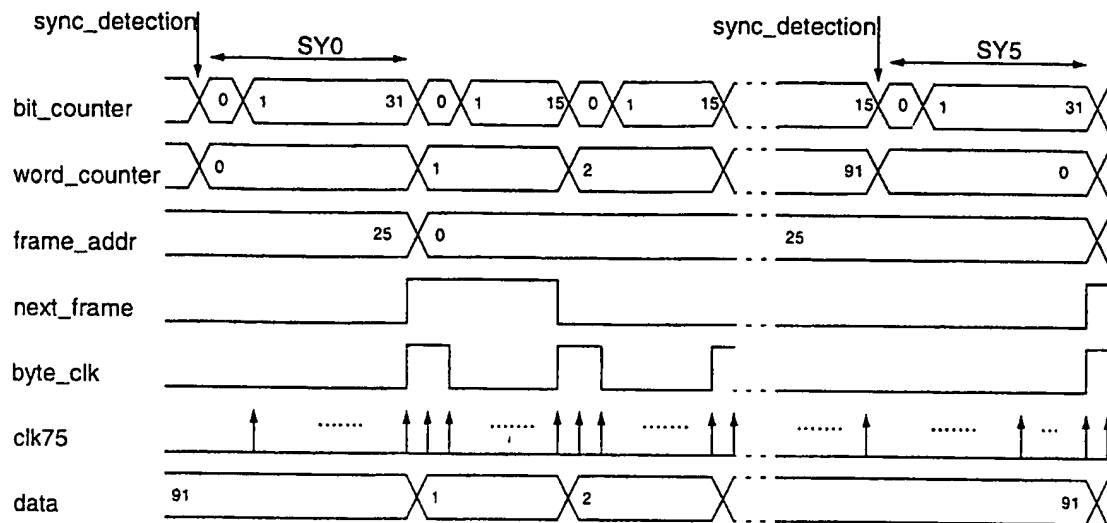 sync_detection
SY0
sync_detection
SY5
bit_counter 0 1 31 0 1 15 0 1 15 15 0 1 31
word_counter 0 1 2 91 0
frame_addr 25 0 25
next_frame
byte_clk
clk75
data 91 1 2 91